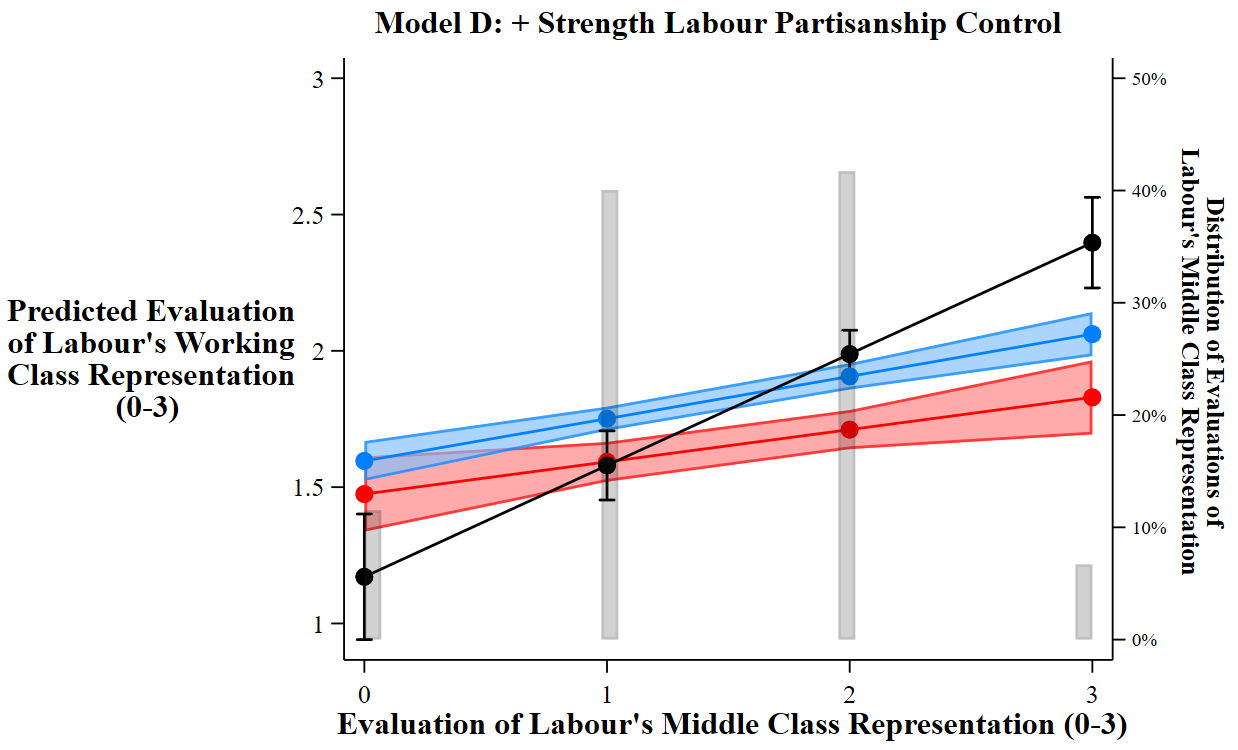 Model D: + Strength Labour Partisanship Control
Predicted Evaluation
of Labour's Working
Class Representation
(0-3)
3
2.5
2
1.5
1
50%
40%
30%
20%
10%
0%
Distribution of Evaluations of
Labour's Middle Class Representation
0
1
2
3
Evaluation of Labour's Middle Class Representation (0-3)